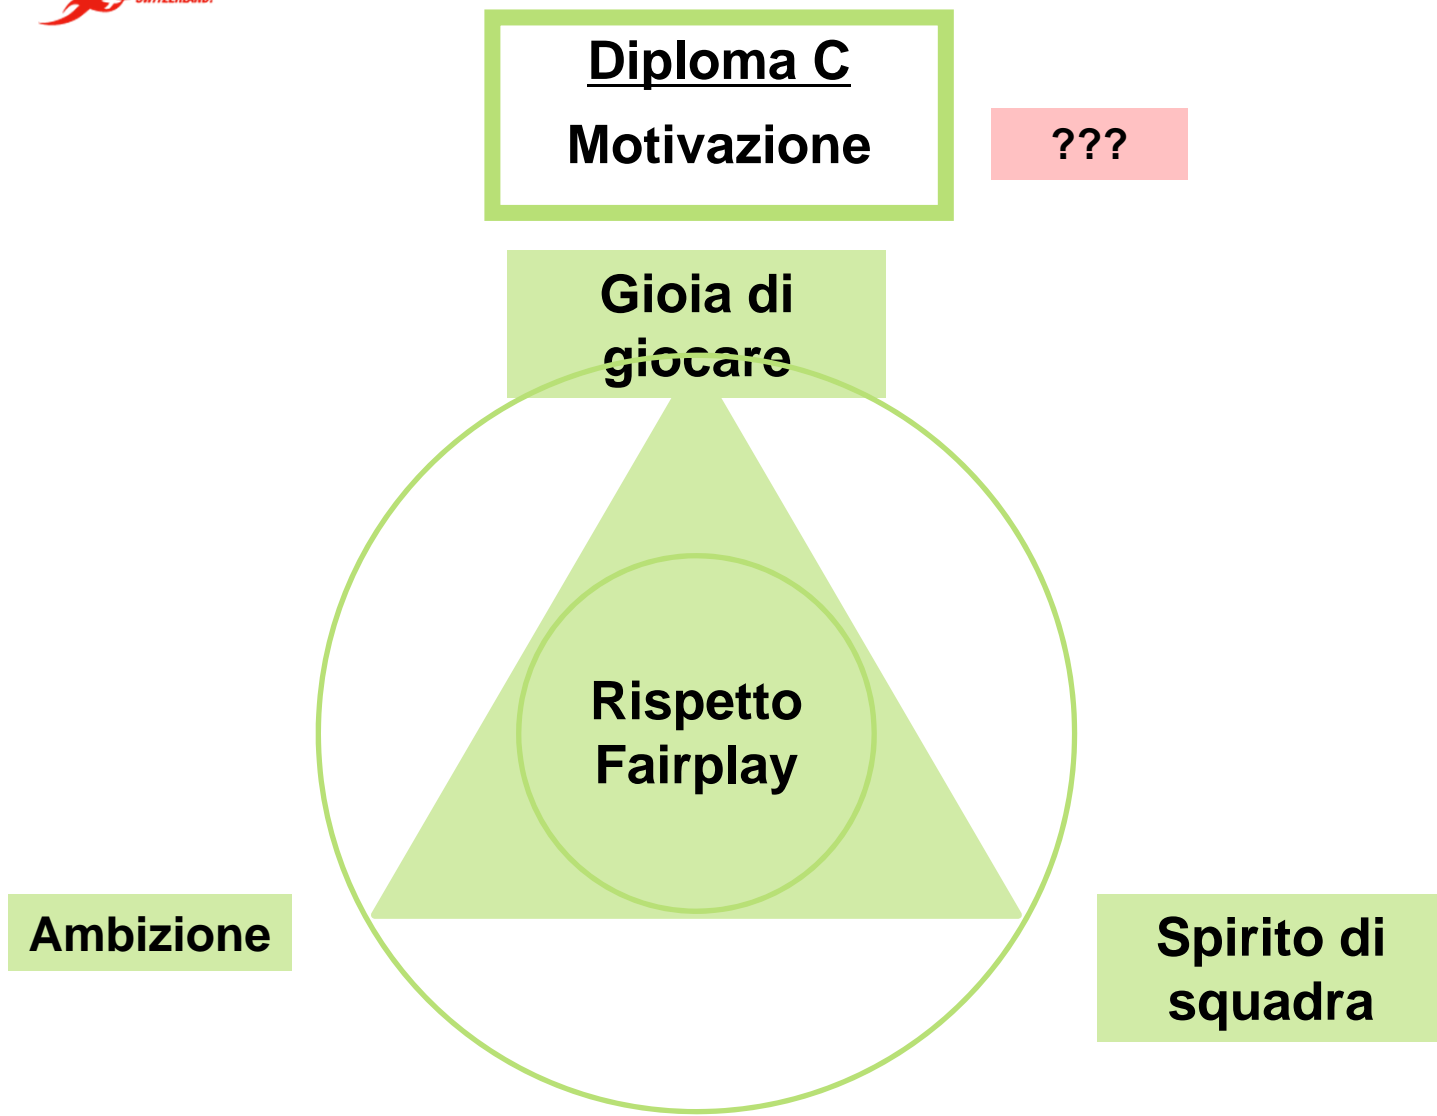 Diploma C
Motivazione
???
Gioia di
giocare
Rispetto
Fairplay
Ambizione
Spirito di
squadra